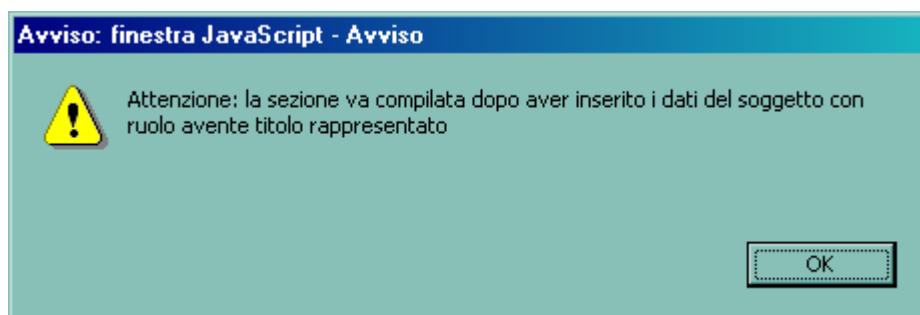 Avviso: finestra JavaScript - Avviso
Attenzione: la sezione va compilata dopo aver inserito i dati del soggetto con
ruolo avente titolo rappresentato
OK